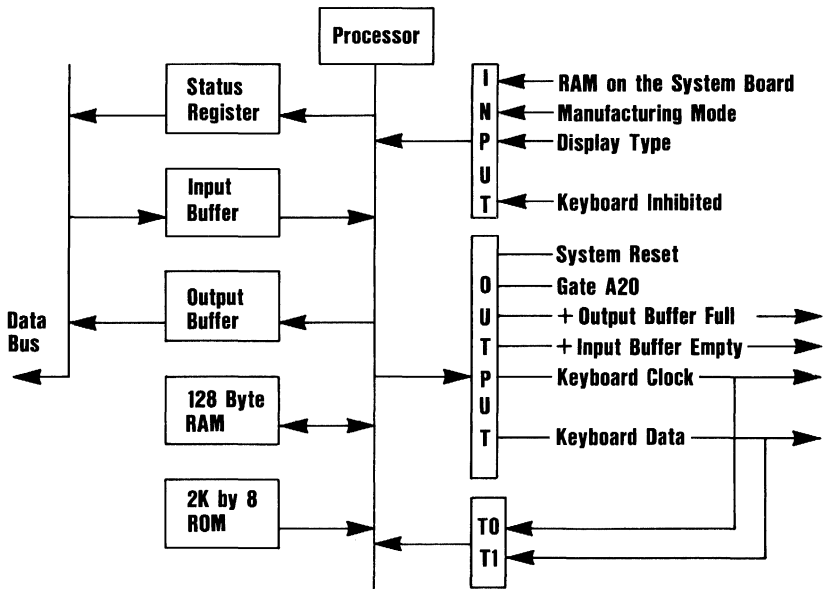 Processor
Status
Register
Input
Buffer
Output
Buffer
Data
Bus
128 Byte
RAM
2K by 8
ROM
INPUT
RAM on the System Board
Manufacturing Mode
Display Type
Keyboard Inhibited
OUTPUT
System Reset
Gate A20
+Output Buffer Full
+Input Buffer Empty
Keyboard Clock
Keyboard Data
T0
T1